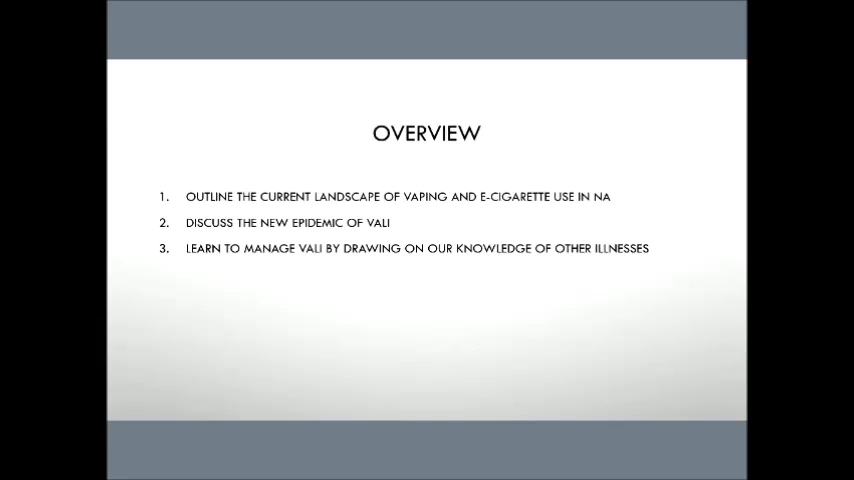 OVERVIEW
1. OUTLINE THE CURRENT LANDSCAPE OF VAPING AND E-CIGARETTE USE IN NA
2. DISCUSS THE NEW EPIDEMIC OF VALI
3. LEARN TO MANAGE VALI BY DRAWING ON OUR KNOWLEDGE OF OTHER ILLNESSES